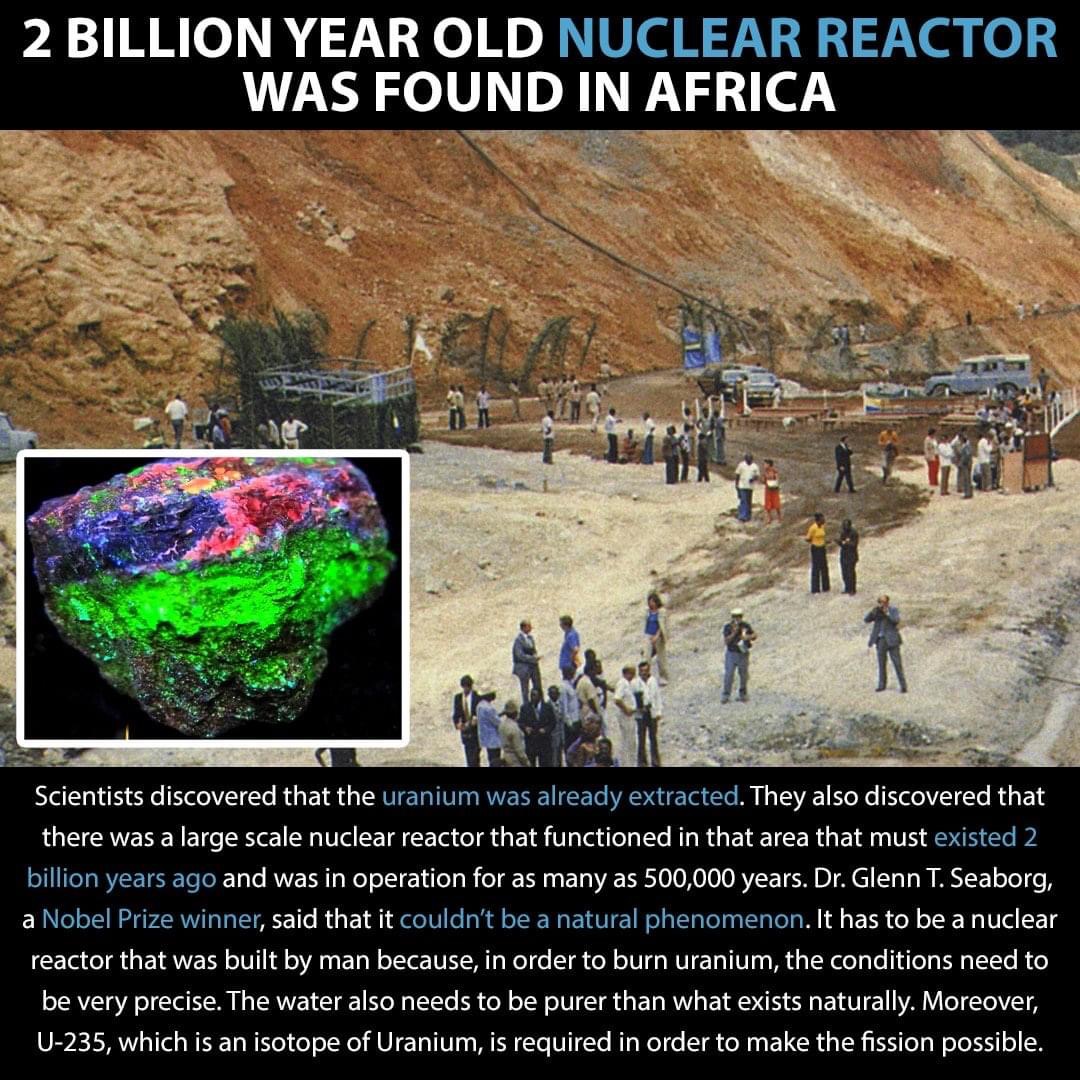 2 BILLION YEAR OLD NUCLEAR REACTOR
WAS FOUND IN AFRICA
Scientists discovered that the uranium was already extracted. They also discovered that
there was a large scale nuclear reactor that functioned in that area that must existed 2
billion years ago and was in operation for as many as 500,000 years. Dr. Glenn T. Seaborg,
a Nobel Prize winner, said that it couldn't be a natural phenomenon. It has to be a nuclear
reactor that was built by man because, in order to burn uranium, the conditions need to
be very precise. The water also needs to be purer than what exists naturally. Moreover,
U-235, which is an isotope of Uranium, is required in order to make the fission possible.